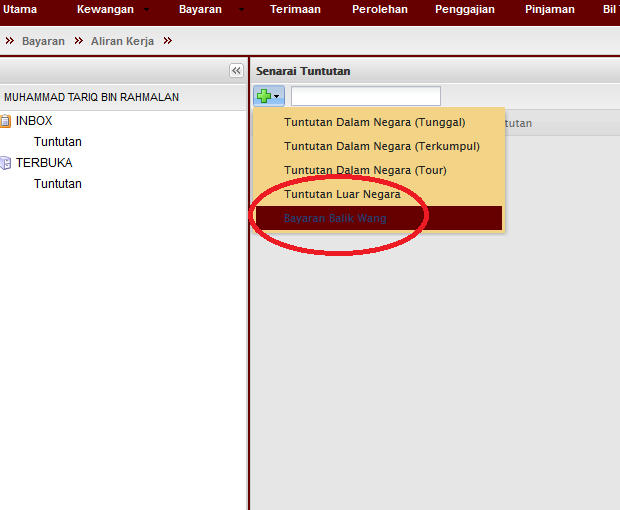 Utama Kewangan Bayaran Terimaan Perolehan Penggajian Pinjaman Bil
» Bayaran » Aliran Kerja »
Senarai Tuntutan
MUHAMMAD TARIQ BIN RAHMALAN
INBOX
Tuntutan
TERBUKA
Tuntutan
Tuntutan Dalam Negara (Tunggal)
tutan
Tuntutan Dalam Negara (Terkumpul)
Tuntutan Dalam Negara (Tour)
Tuntutan Luar Negara
Bayaran Balik Wang